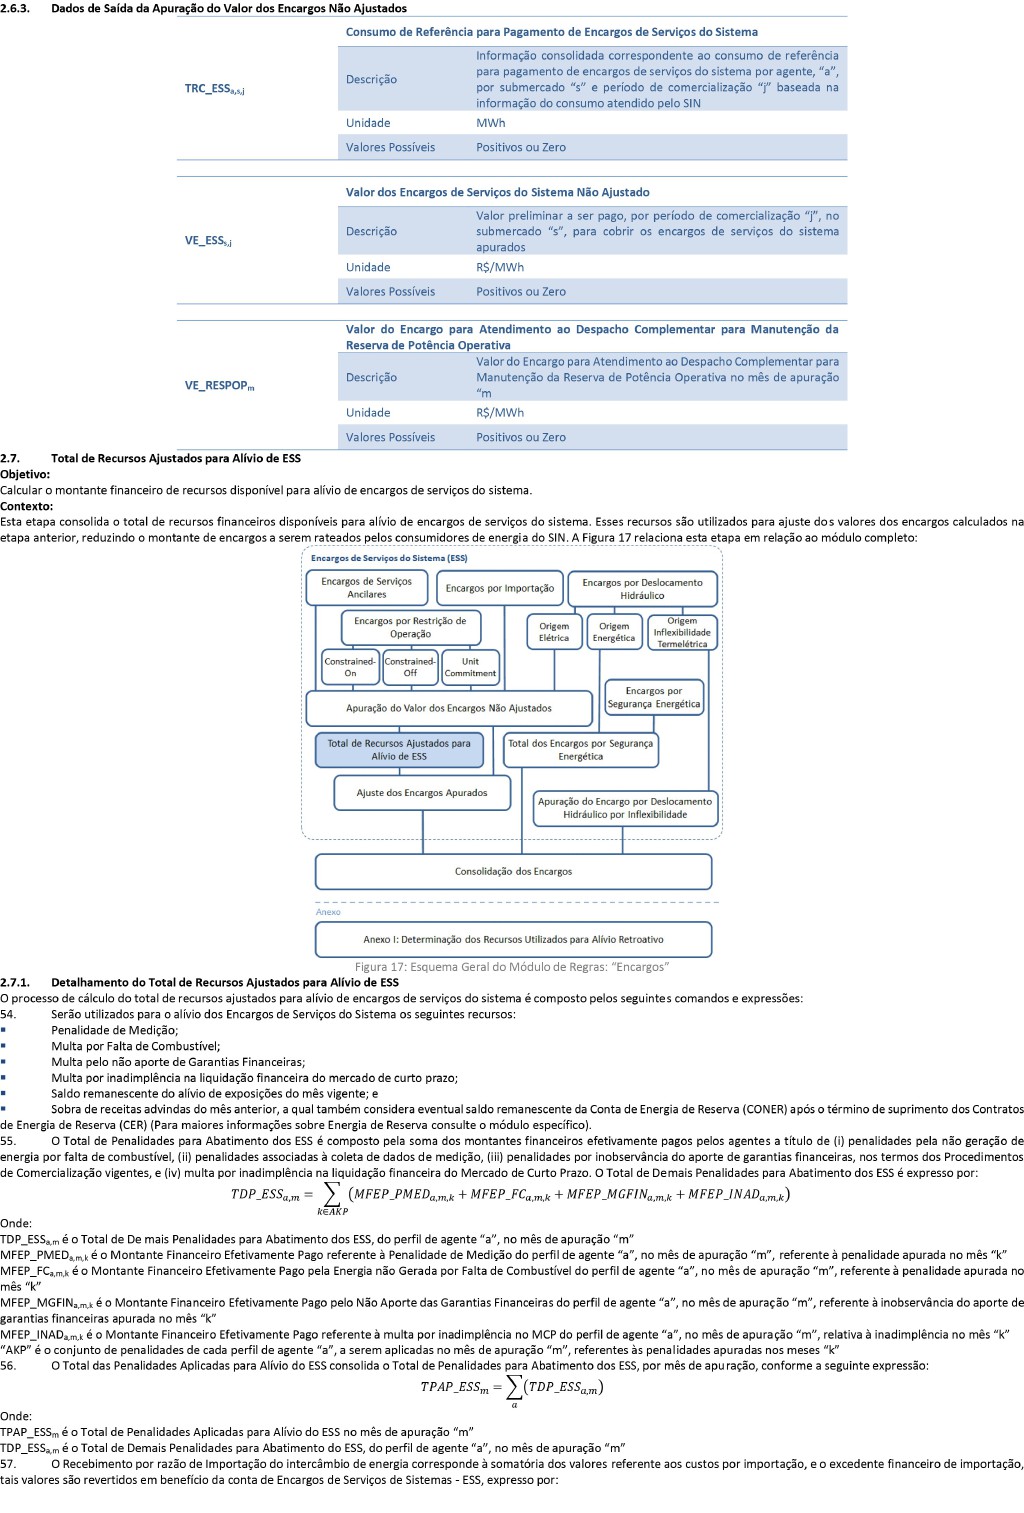 2.6.3. Dados de Saída da Apuração do Valor dos Encargos Não Ajustados
Consumo de Referência para Pagamento de Encargos de Serviços do Sistema
TRC_ESSa,s,j
Descrição
Informação consolidada correspondente ao consumo de referência
para pagamento de encargos de serviços do sistema por agente, “a”,
por submercado “s” e período de comercialização “j” baseada na
informação do consumo atendido pelo SIN
Unidade MWh
Valores Possíveis Positivos ou Zero
Valor dos Encargos de Serviços do Sistema Não Ajustado
VE_ESSs,j
Descrição
Valor preliminar a ser pago, por período de comercialização “j”, no
submercado “s”, para cobrir os encargos de serviços do sistema
apurados
Unidade R$/MWh
Valores Possíveis Positivos ou Zero
Valor do Encargo para Atendimento ao Despacho Complementar para Manutenção da
Reserva de Potência Operativa
VE_RESPOPm
Descrição
Valor do Encargo para Atendimento ao Despacho Complementar para
Manutenção da Reserva de Potência Operativa no mês de apuração
“m
Unidade R$/MWh
Valores Possíveis Positivos ou Zero
2.7. Total de Recursos Ajustados para Alívio de ESS
Objetivo:
Calcular o montante financeiro de recursos disponível para alívio de encargos de serviços do sistema.
Contexto:
Esta etapa consolida o total de recursos financeiros disponíveis para alívio de encargos de serviços do sistema. Esses recursos são utilizados para ajuste dos valores dos encargos calculados na
etapa anterior, reduzindo o montante de encargos a serem rateados pelos consumidores de energia do SIN. A Figura 17 relaciona esta etapa em relação ao módulo completo:
Encargos de Serviços do Sistema (ESS)
Encargos de Serviços
Ancilares
Encargos por Importação
Encargos por Deslocamento
Hidráulico
Encargos por Restrição de
Operação
Origem
Elétrica
Origem
Energética
Origem
Inflexibilidade
Termelétrica
Constrained-
On
Constrained-
Off
Unit
Commitment
Encargos por
Segurança Energética
Apuração do Valor dos Encargos Não Ajustados
Total de Recursos Ajustados para
Alívio de ESS
Total dos Encargos por Segurança
Energética
Ajuste dos Encargos Apurados
Apuração do Encargo por Deslocamento
Hidráulico por Inflexibilidade
Consolidação dos Encargos
Anexo
Anexo I: Determinação dos Recursos Utilizados para Alívio Retroativo
Figura 17: Esquema Geral do Módulo de Regras: “Encargos”
2.7.1. Detalhamento do Total de Recursos Ajustados para Alívio de ESS
O processo de cálculo do total de recursos ajustados para alívio de encargos de serviços do sistema é composto pelos seguintes comandos e expressões:
54. Serão utilizados para o alívio dos Encargos de Serviços do Sistema os seguintes recursos:
▪ Penalidade de Medição;
▪ Multa por Falta de Combustível;
▪ Multa pelo não aporte de Garantias Financeiras;
▪ Multa por inadimplência na liquidação financeira do mercado de curto prazo;
▪ Saldo remanescente do alívio de exposições do mês vigente; e
▪ Sobra de receitas advindas do mês anterior, a qual também considera eventual saldo remanescente da Conta de Energia de Reserva (CONER) após o término de suprimento dos Contratos
de Energia de Reserva (CER) (Para maiores informações sobre Energia de Reserva consulte o módulo específico).
55. O Total de Penalidades para Abatimento dos ESS é composto pela soma dos montantes financeiros efetivamente pagos pelos agentes a título de (i) penalidades pela não geração de
energia por falta de combustível, (ii) penalidades associadas à coleta de dados de medição, (iii) penalidades por inobservância do aporte de garantias financeiras, nos termos dos Procedimentos
de Comercialização vigentes, e (iv) multa por inadimplência na liquidação financeira do Mercado de Curto Prazo. O Total de Demais Penalidades para Abatimento dos ESS é expresso por:
TDP_ESSa,m = ∑k∈AKP (MFEP_PMEDa,m,k + MFEP_FCa,m,k + MFEP_MGFINa,m,k + MFEP_INADa,m,k)
Onde:
TDP_ESSa,m é o Total de De mais Penalidades para Abatimento dos ESS, do perfil de agente “a”, no mês de apuração “m”
MFEP_PMEDa,m,k é o Montante Financeiro Efetivamente Pago referente à Penalidade de Medição do perfil de agente “a”, no mês de apuração “m”, referente à penalidade apurada no mês “k”
MFEP_FCa,m,k é o Montante Financeiro Efetivamente Pago pela Energia não Gerada por Falta de Combustível do perfil de agente “a”, no mês de apuração “m”, referente à penalidade apurada no
mês “k”
MFEP_MGFINa,m,k é o Montante Financeiro Efetivamente Pago pelo Não Aporte das Garantias Financeiras do perfil de agente “a”, no mês de apuração “m”, referente à inobservância do aporte de
garantias financeiras apurada no mês “k”
MFEP_INADa,m,k é o Montante Financeiro Efetivamente Pago referente à multa por inadimplência no MCP do perfil de agente “a”, no mês de apuração “m”, relativa à inadimplência no mês “k”
“AKP” é o conjunto de penalidades de cada perfil de agente “a”, a serem aplicadas no mês de apuração “m”, referentes às penalidades apuradas nos meses “k”
56. O Total das Penalidades Aplicadas para Alívio do ESS consolida o Total de Penalidades para Abatimento dos ESS, por mês de apuração, conforme a seguinte expressão:
TPAP_ESSm = ∑a (TDP_ESSa,m)
Onde:
TPAP_ESSm é o Total de Penalidades Aplicadas para Alívio do ESS no mês de apuração “m”
TDP_ESSa,m é o Total de Demais Penalidades para Abatimento do ESS, do perfil de agente “a”, no mês de apuração “m”
57. O Recebimento por razão de Importação do intercâmbio de energia corresponde à somatória dos valores referente aos custos por importação, e o excedente financeiro de importação,
tais valores são revertidos em benefício da conta de Encargos de Serviços de Sistemas - ESS, expresso por: